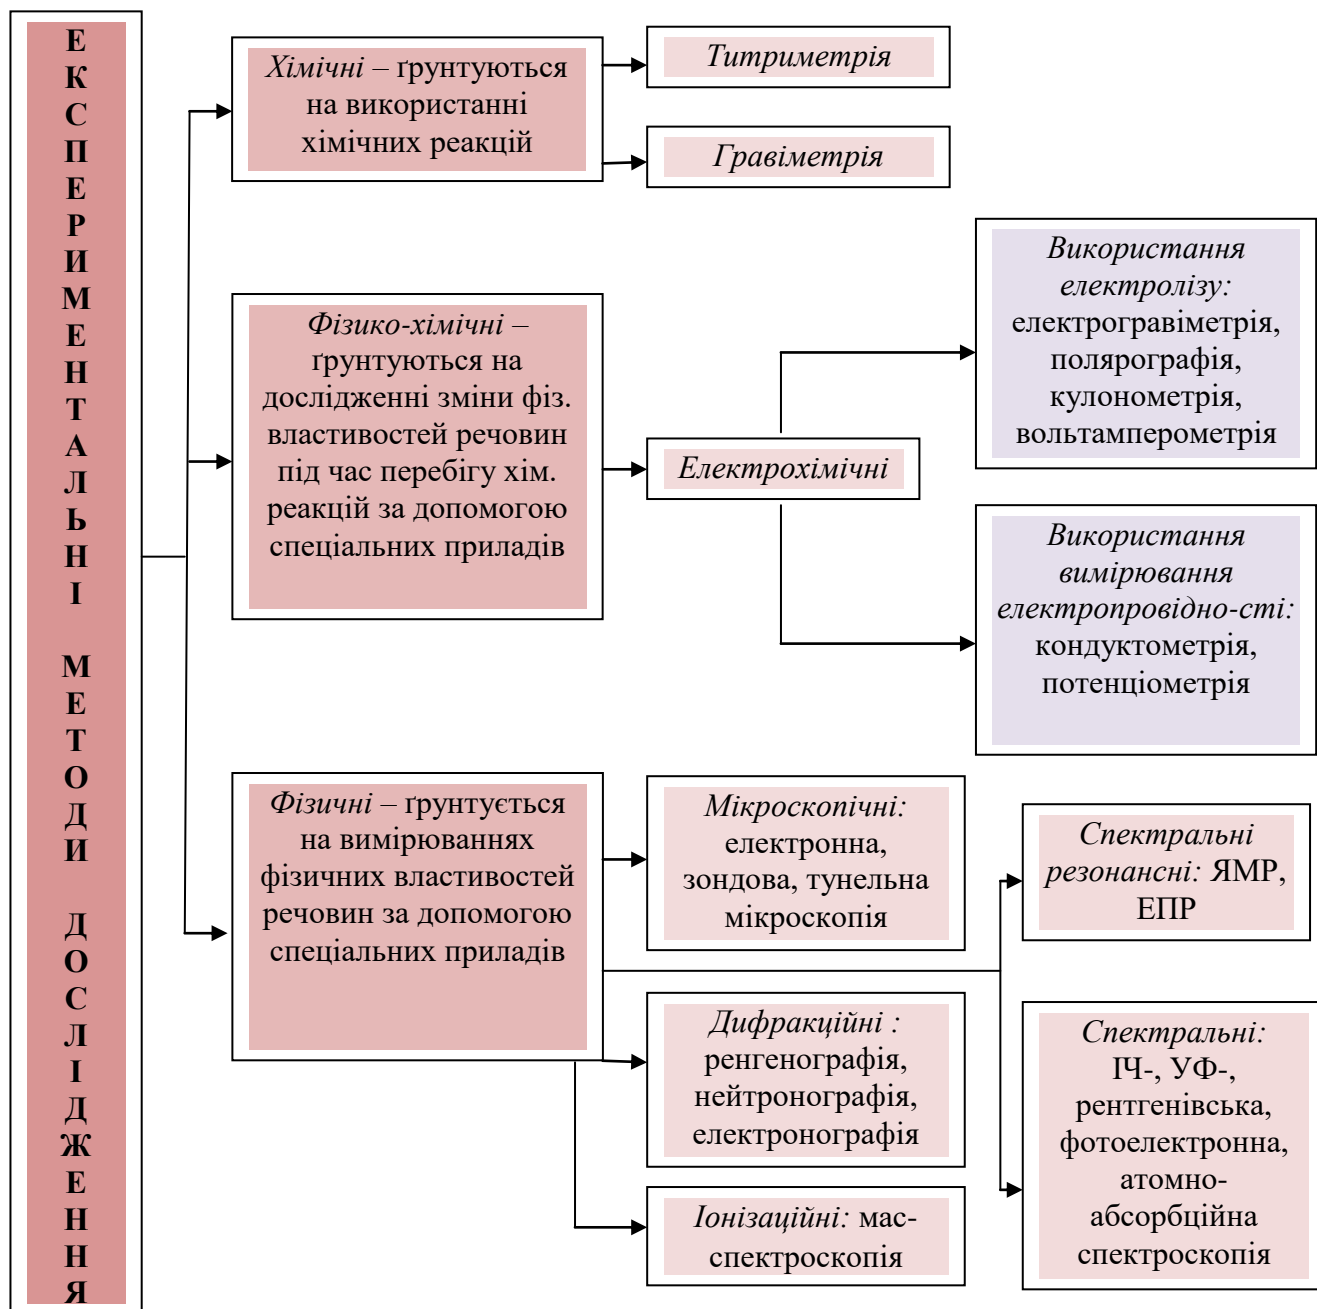 ЕКСПЕРИМЕНТАЛЬНІ МЕТОДИ ДОСЛІДЖЕННЯ
Хімічні – ґрунтуються
на використанні
хімічних реакцій
Титриметрія
Гравіметрія
Фізико-хімічні –
ґрунтуються на
дослідженні зміни фіз.
властивостей речовин
під час перебігу хім.
реакцій за допомогою
спеціальних приладів
Електрохімічні
Використання
електролізу:
електрогравіметрія,
полярографія,
кулонометрія,
вольтамперометрія
Використання
вимірювання
електропровідно-сті:
кондуктометрія,
потенціометрія
Фізичні – ґрунтується
на вимірюваннях
фізичних властивостей
речовин за допомогою
спеціальних приладів
Мікроскопічні:
електронна,
зондова, тунельна
мікроскопія
Спектральні
резонансні: ЯМР,
ЕПР
Дифракційні :
ренгенографія,
нейтронографія,
електронографія
Спектральні:
ІЧ-, УФ-,
рентгенівська,
фотоелектронна,
атомно-
абсорбційна
спектроскопія
Іонізаційні: мас-
спектроскопія